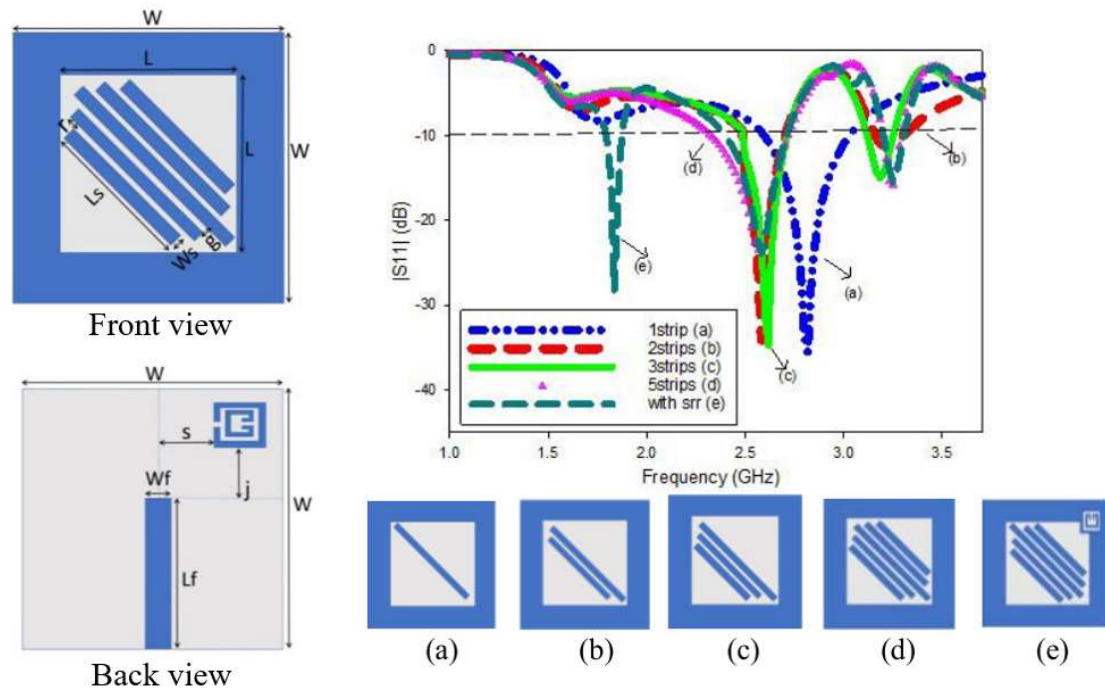 W
L
L
W
r
Ls
Ws
g
Front view
W
s
j
Wf
W
Lf
Back view
0
-10
-20
-30
-40
|S11| (dB)
(d)
(b)
(e)
(a)
(c)
1strip (a)
2strips (b)
3strips (c)
5strips (d)
with srr (e)
1.0 1.5 2.0 2.5 3.0 3.5
Frequency (GHz)
(a) (b) (c) (d) (e)